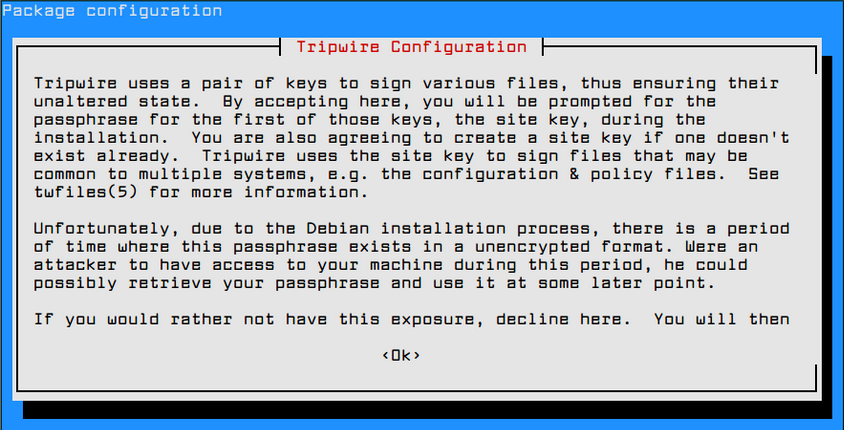 Package configuration
Tripwire Configuration
Tripwire uses a pair of keys to sign various files, thus ensuring their
unaltered state.  By accepting here, you will be prompted for the
passphrase for the first of those keys, the site key, during the
installation.  You are also agreeing to create a site key if one doesn't
exist already.  Tripwire uses the site key to sign files that may be
common to multiple systems, e.g. the configuration & policy files.  See
twfiles(5) for more information.
Unfortunately, due to the Debian installation process, there is a period
of time where this passphrase exists in a unencrypted format. Were an
attacker to have access to your machine during this period, he could
possibly retrieve your passphrase and use it at some later point.
If you would rather not have this exposure, decline here.  You will then
<Ok>